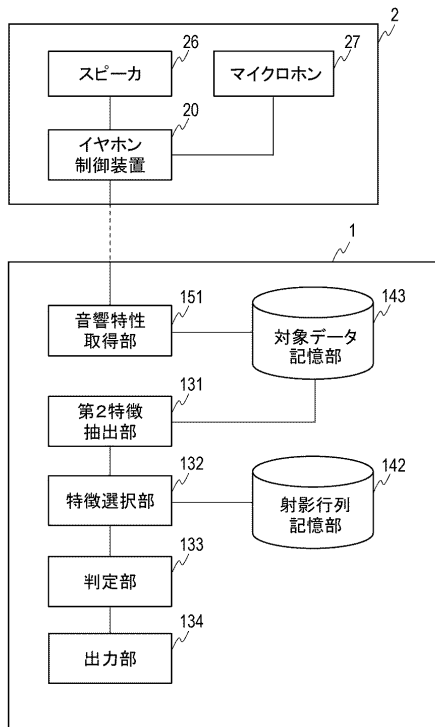 2
26
スピーカ
27
マイクロホン
20
イヤホン
制御装置
1
151
音響特性
取得部
143
対象データ
記憶部
131
第2特徴
抽出部
132
特徴選択部
142
射影行列
記憶部
133
判定部
134
出力部